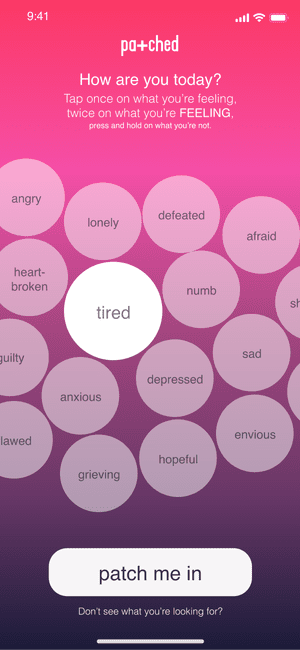 9:41
pa+ched
How are you today?
Tap once on what you're feeling,
twice on what you're FEELING,
press and hold on what you're not.
angry
lonely
defeated
afraid
heart-
broken
tired
numb
sh
guilty
sad
anxious
depressed
lawed
envious
grieving
hopeful
patch me in
Don't see what you're looking for?